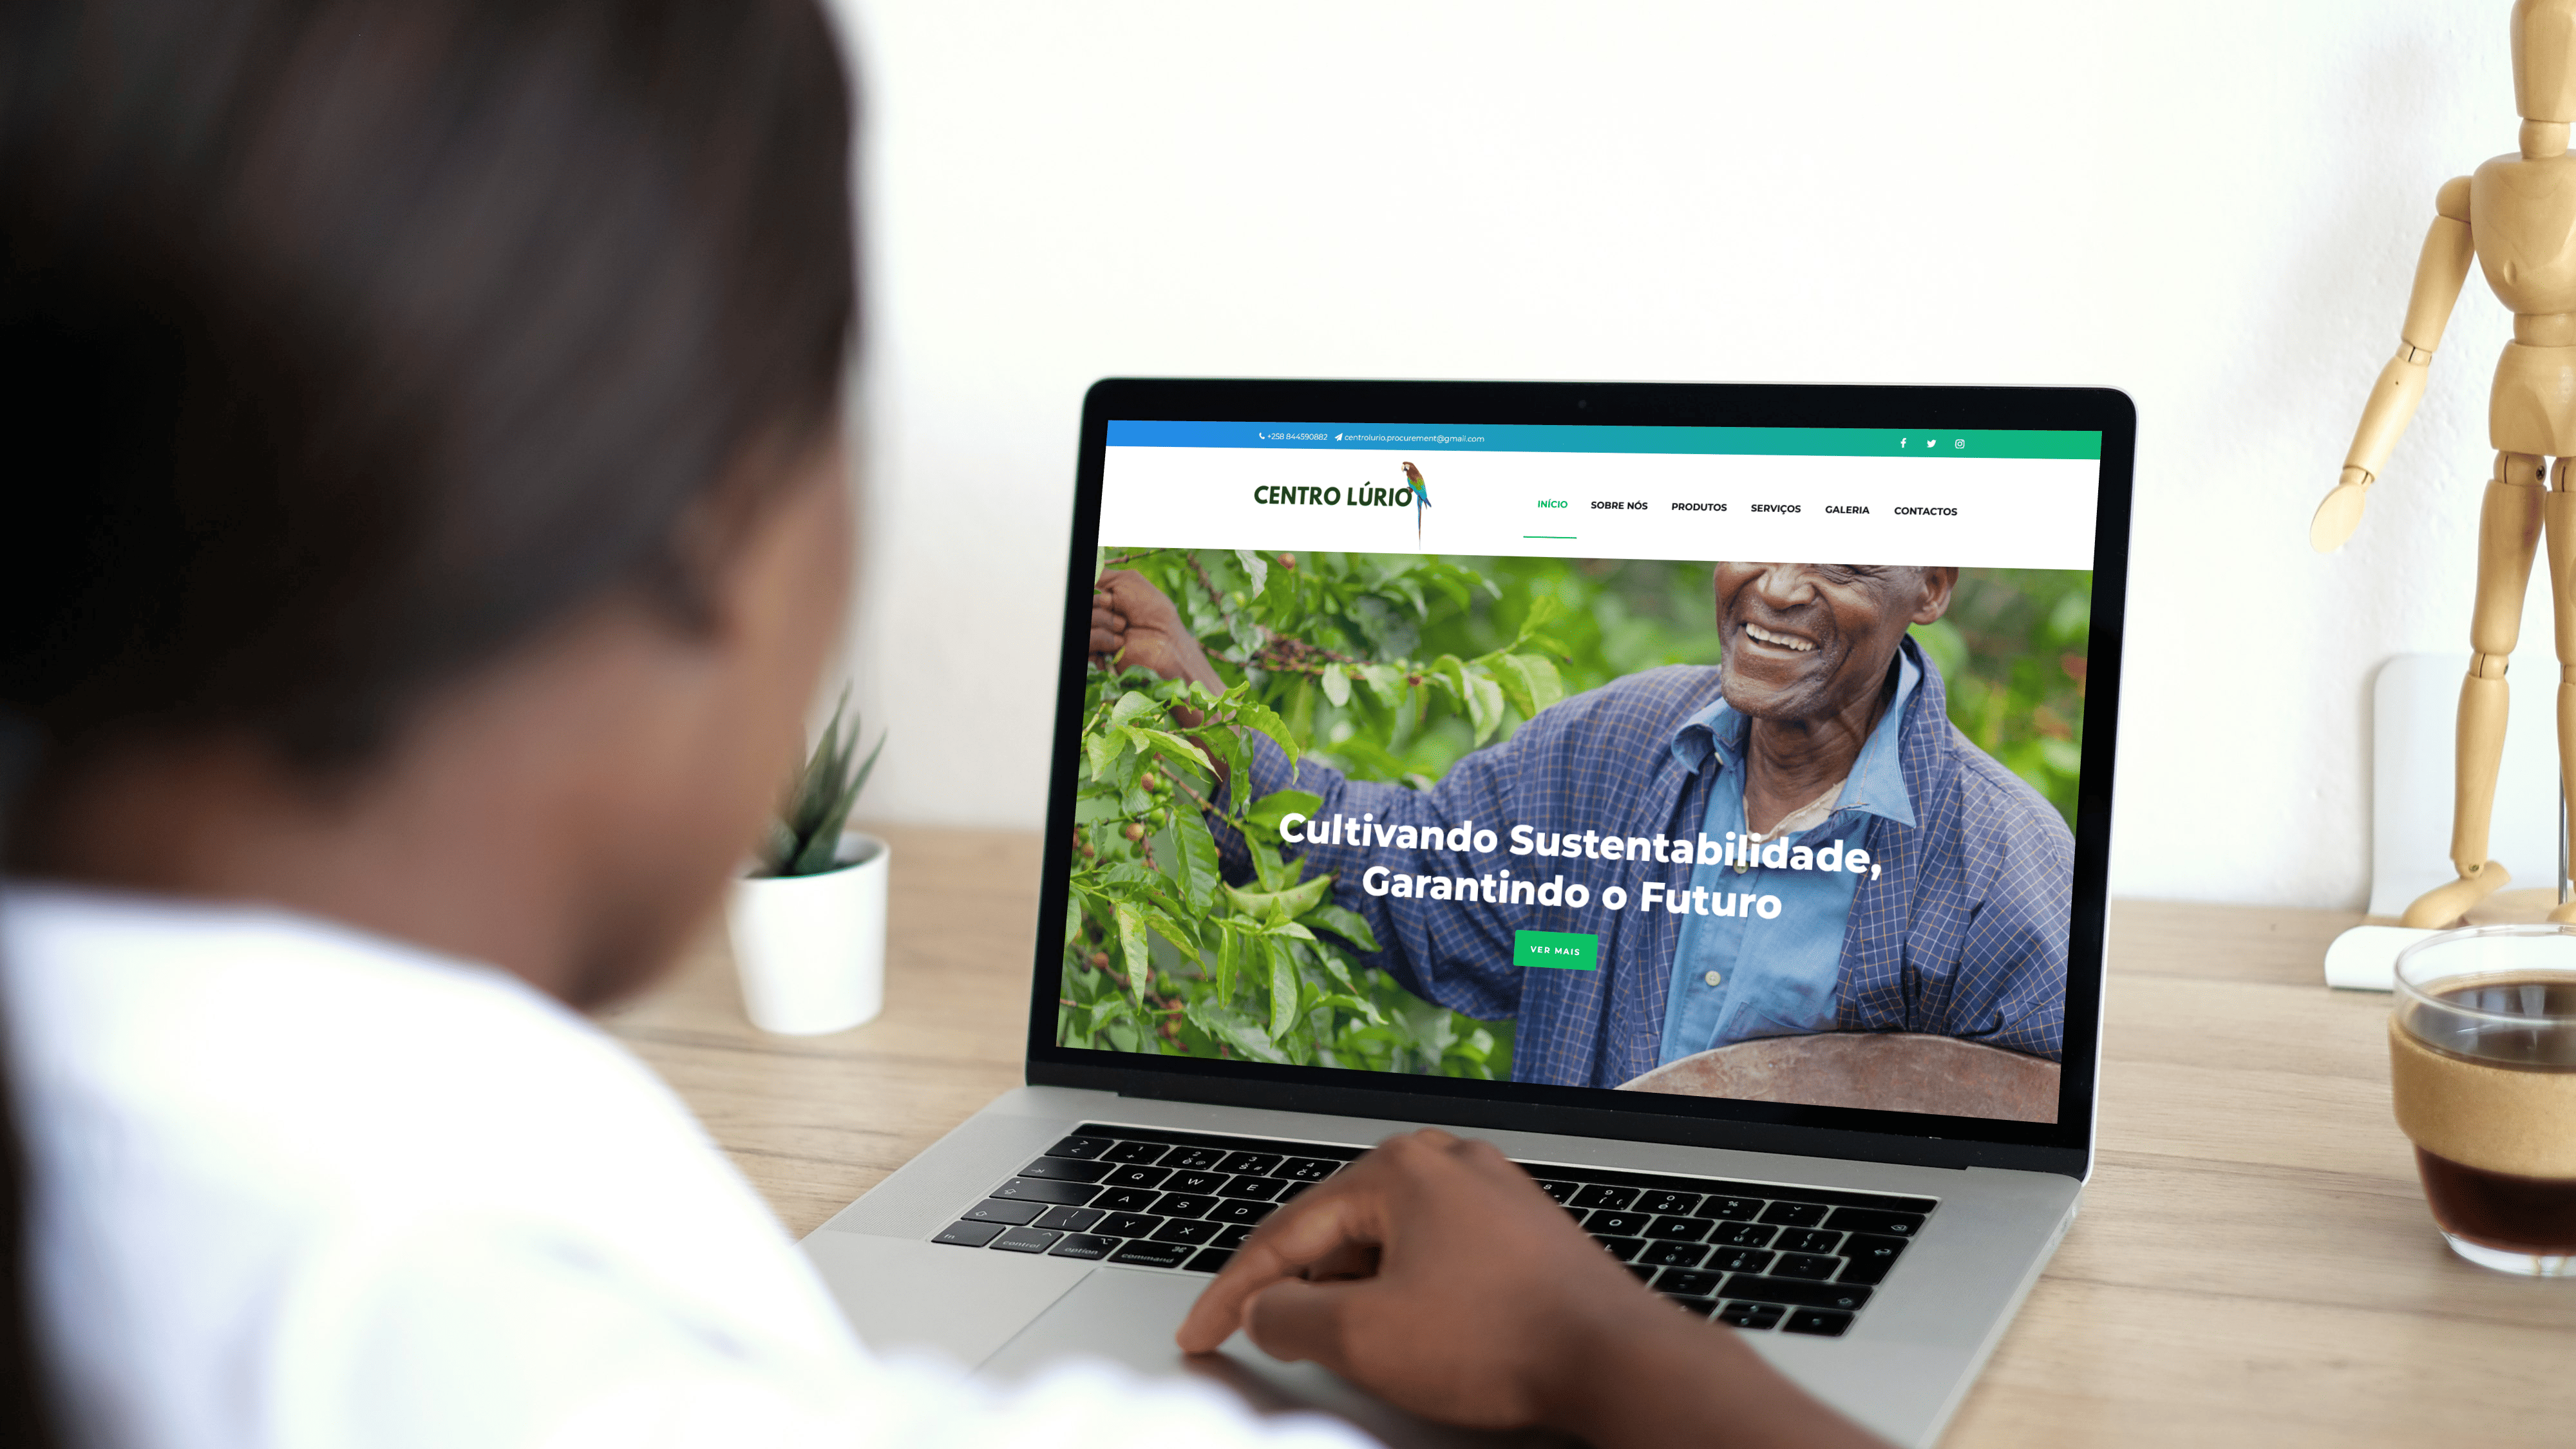 +258 844590882 centrolurio.procurement@gmail.com
CENTRO LÚRIO
INÍCIO SOBRE NÓS PRODUTOS SERVIÇOS GALERIA CONTACTOS
Cultivando Sustentabilidade,
Garantindo o Futuro
VER MAIS
Q W E
A S D
Y X
O P
fn control option command